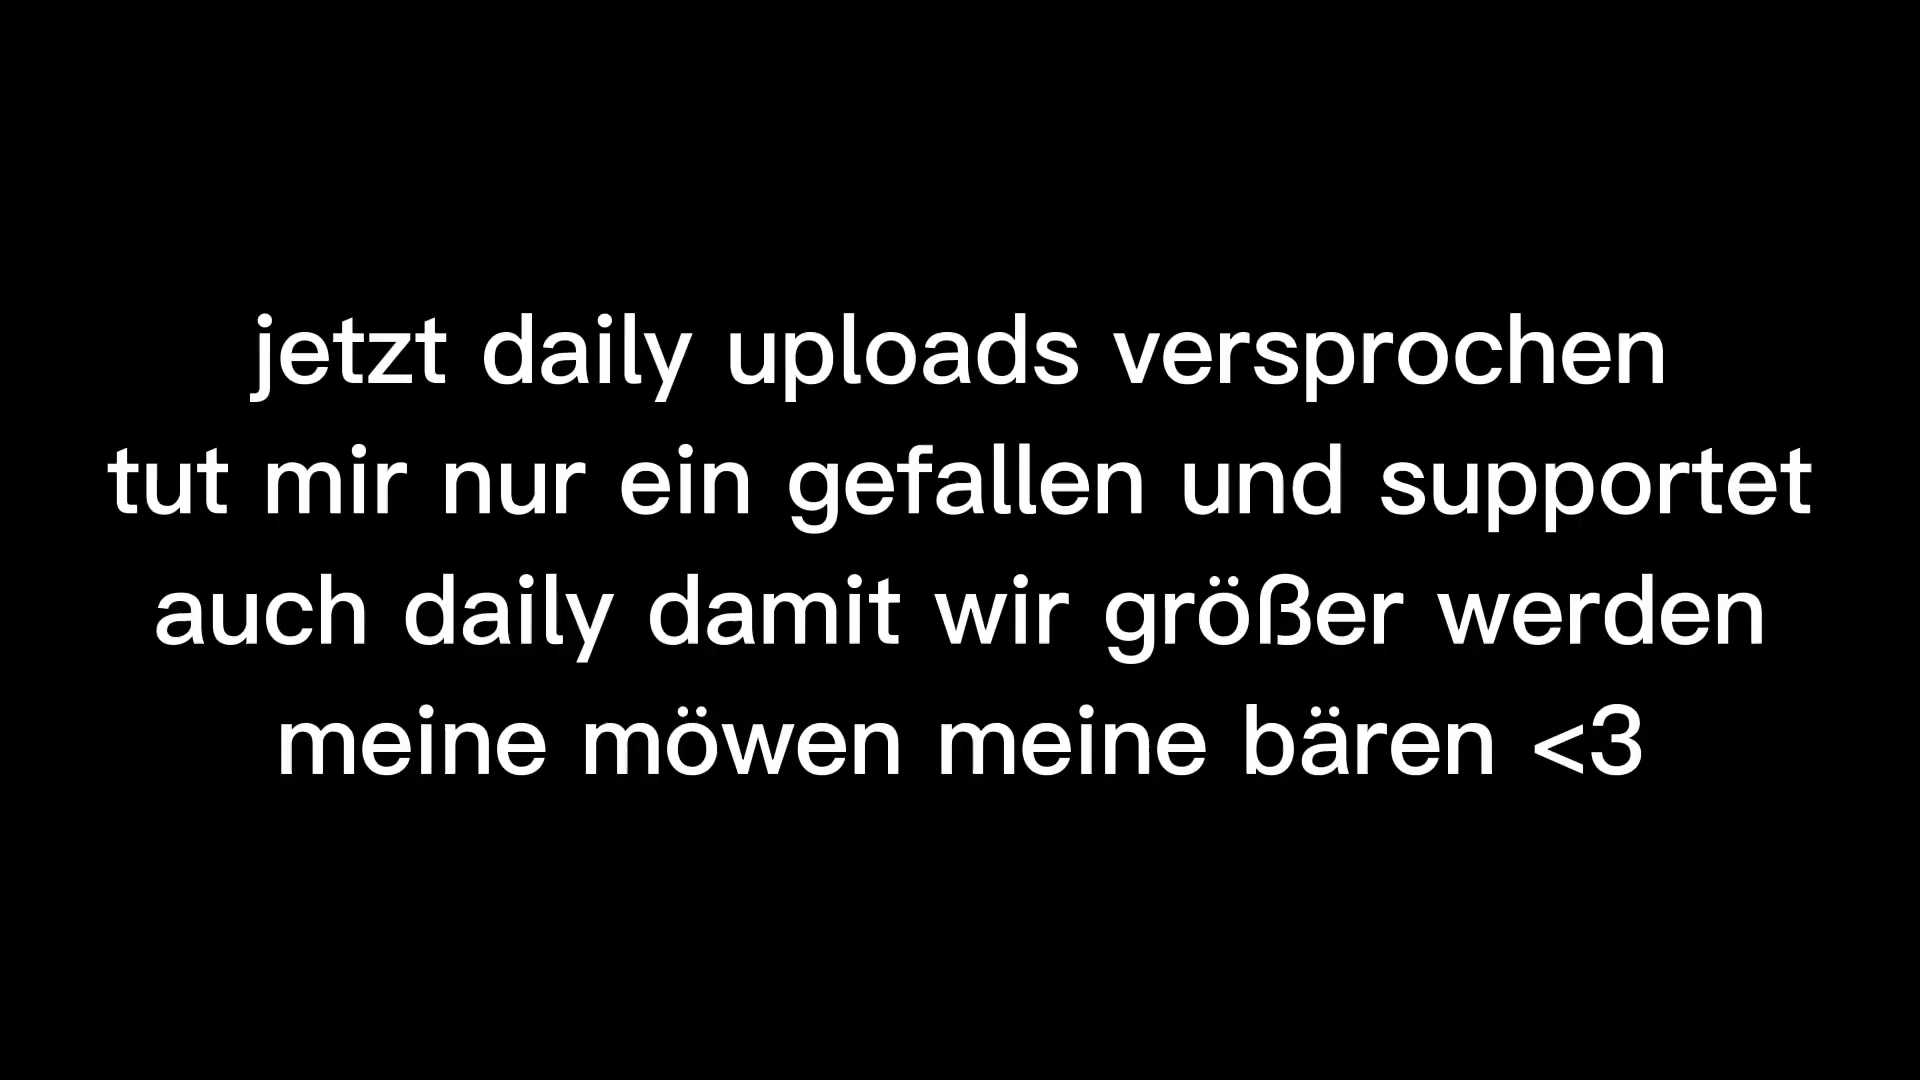 jetzt daily uploads versprochen
tut mir nur ein gefallen und supportet
auch daily damit wir größer werden
meine möwen meine bären <3